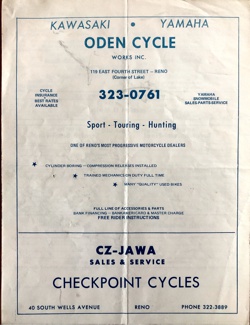 KAWASAKI • YAMAHA
ODEN CYCLE
WORKS INC.
719 EAST FOURTH STREET - RENO
(Corner of Lake)
CYCLE
INSURANCE
BEST RATES
AVAILABLE
323-0761
YAMAHA
SNOWMOBILE
SALES-PARTS-SERVICE
Sport - Touring - Hunting
ONE OF RENO'S MOST PROGRESSIVE MOTORCYCLE DEALERS
CYLINDER BORING - COMPRESSION RELEASES INSTALLED
TRAINED MECHANICS ON DUTY FULL TIME
MANY "QUALITY" USED BIKES
FULL LINE OF ACCESSORIES & PARTS
BANK FINANCING - BANKAMERICARD & MASTER CHARGE
FREE RIDER INSTRUCTIONS
CZ-JAWA
SALES & SERVICE
CHECKPOINT CYCLES
40 SOUTH WELLS AVENUE RENO PHONE 322-3889